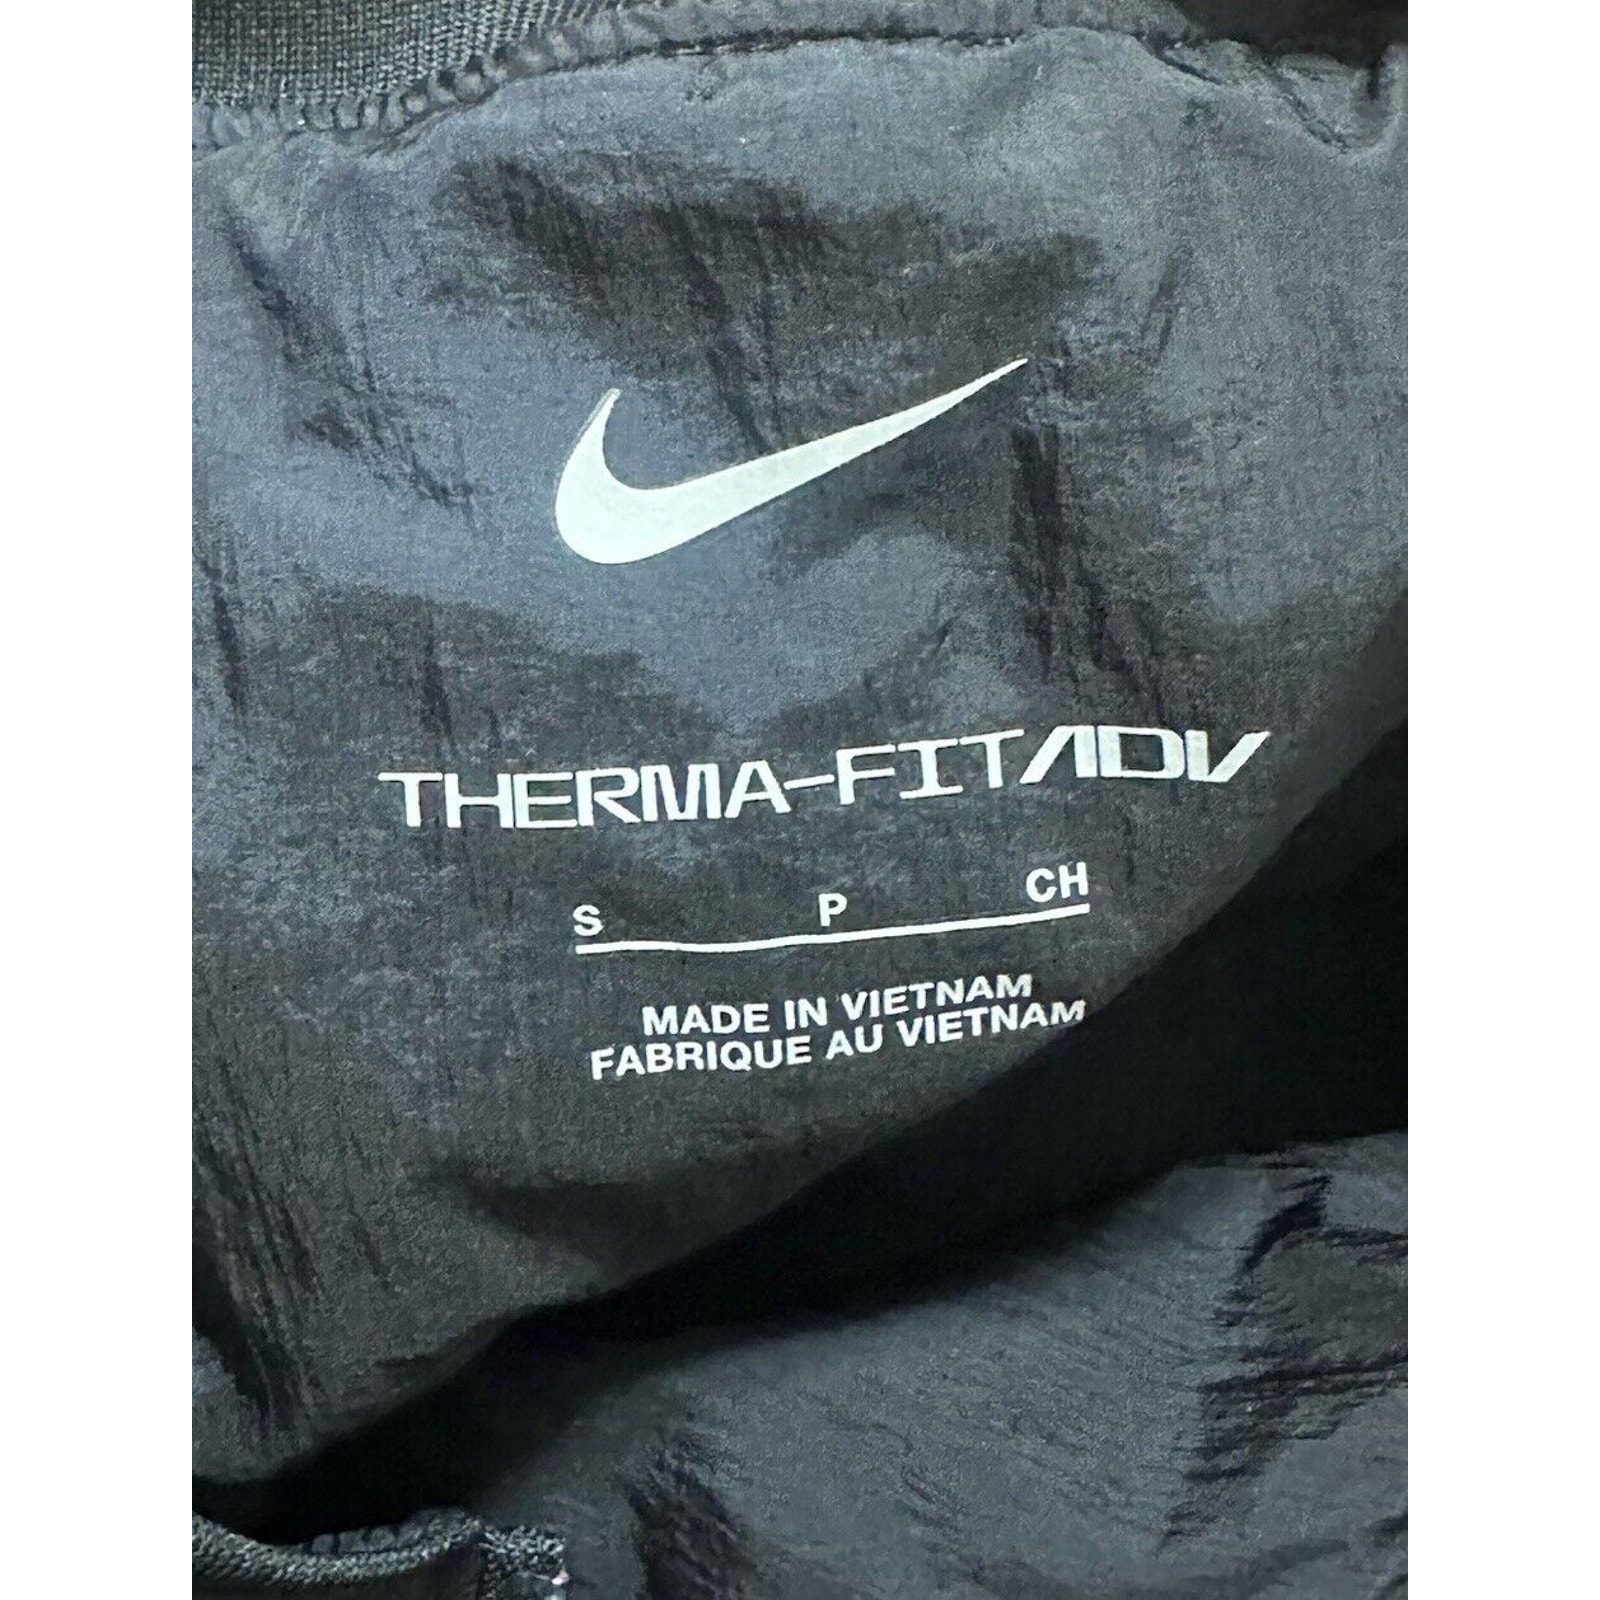 THERMA-FIT ADV
S P CH
MADE IN VIETNAM
FABRIQUE AU VIETNAM